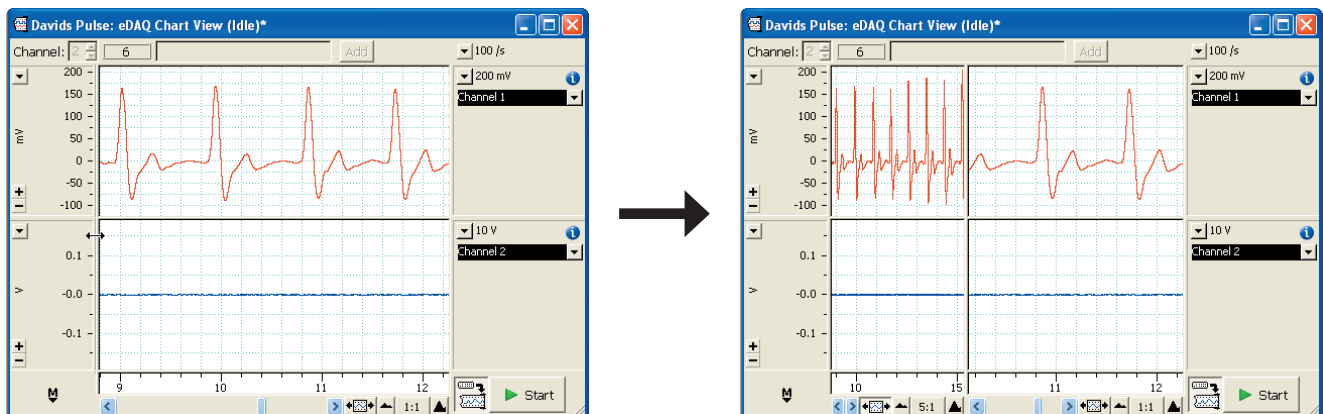 Davids Pulse: eDAQ Chart View (Idle)*
Channel: 2 6 Add 100 /s
200 200 mV
150 Channel 1
100
mV 50
0
-50
-100
10 V
0.1 Channel 2
V -0.0
-0.1
M 9 10 11 12
1:1 Start
Davids Pulse: eDAQ Chart View (Idle)*
Channel: 2 6 Add 100 /s
200 200 mV
150 Channel 1
100
mV 50
0
-50
-100
10 V
0.1 Channel 2
V -0.0
-0.1
M 10 15 11 12
5:1 1:1 Start